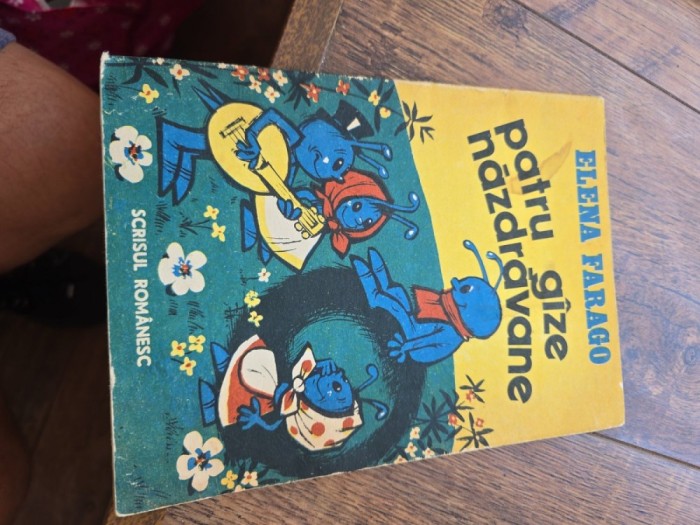 ELENA FARAGO
patru gîze
năzdrăvane
SCRISUL ROMÂNESC